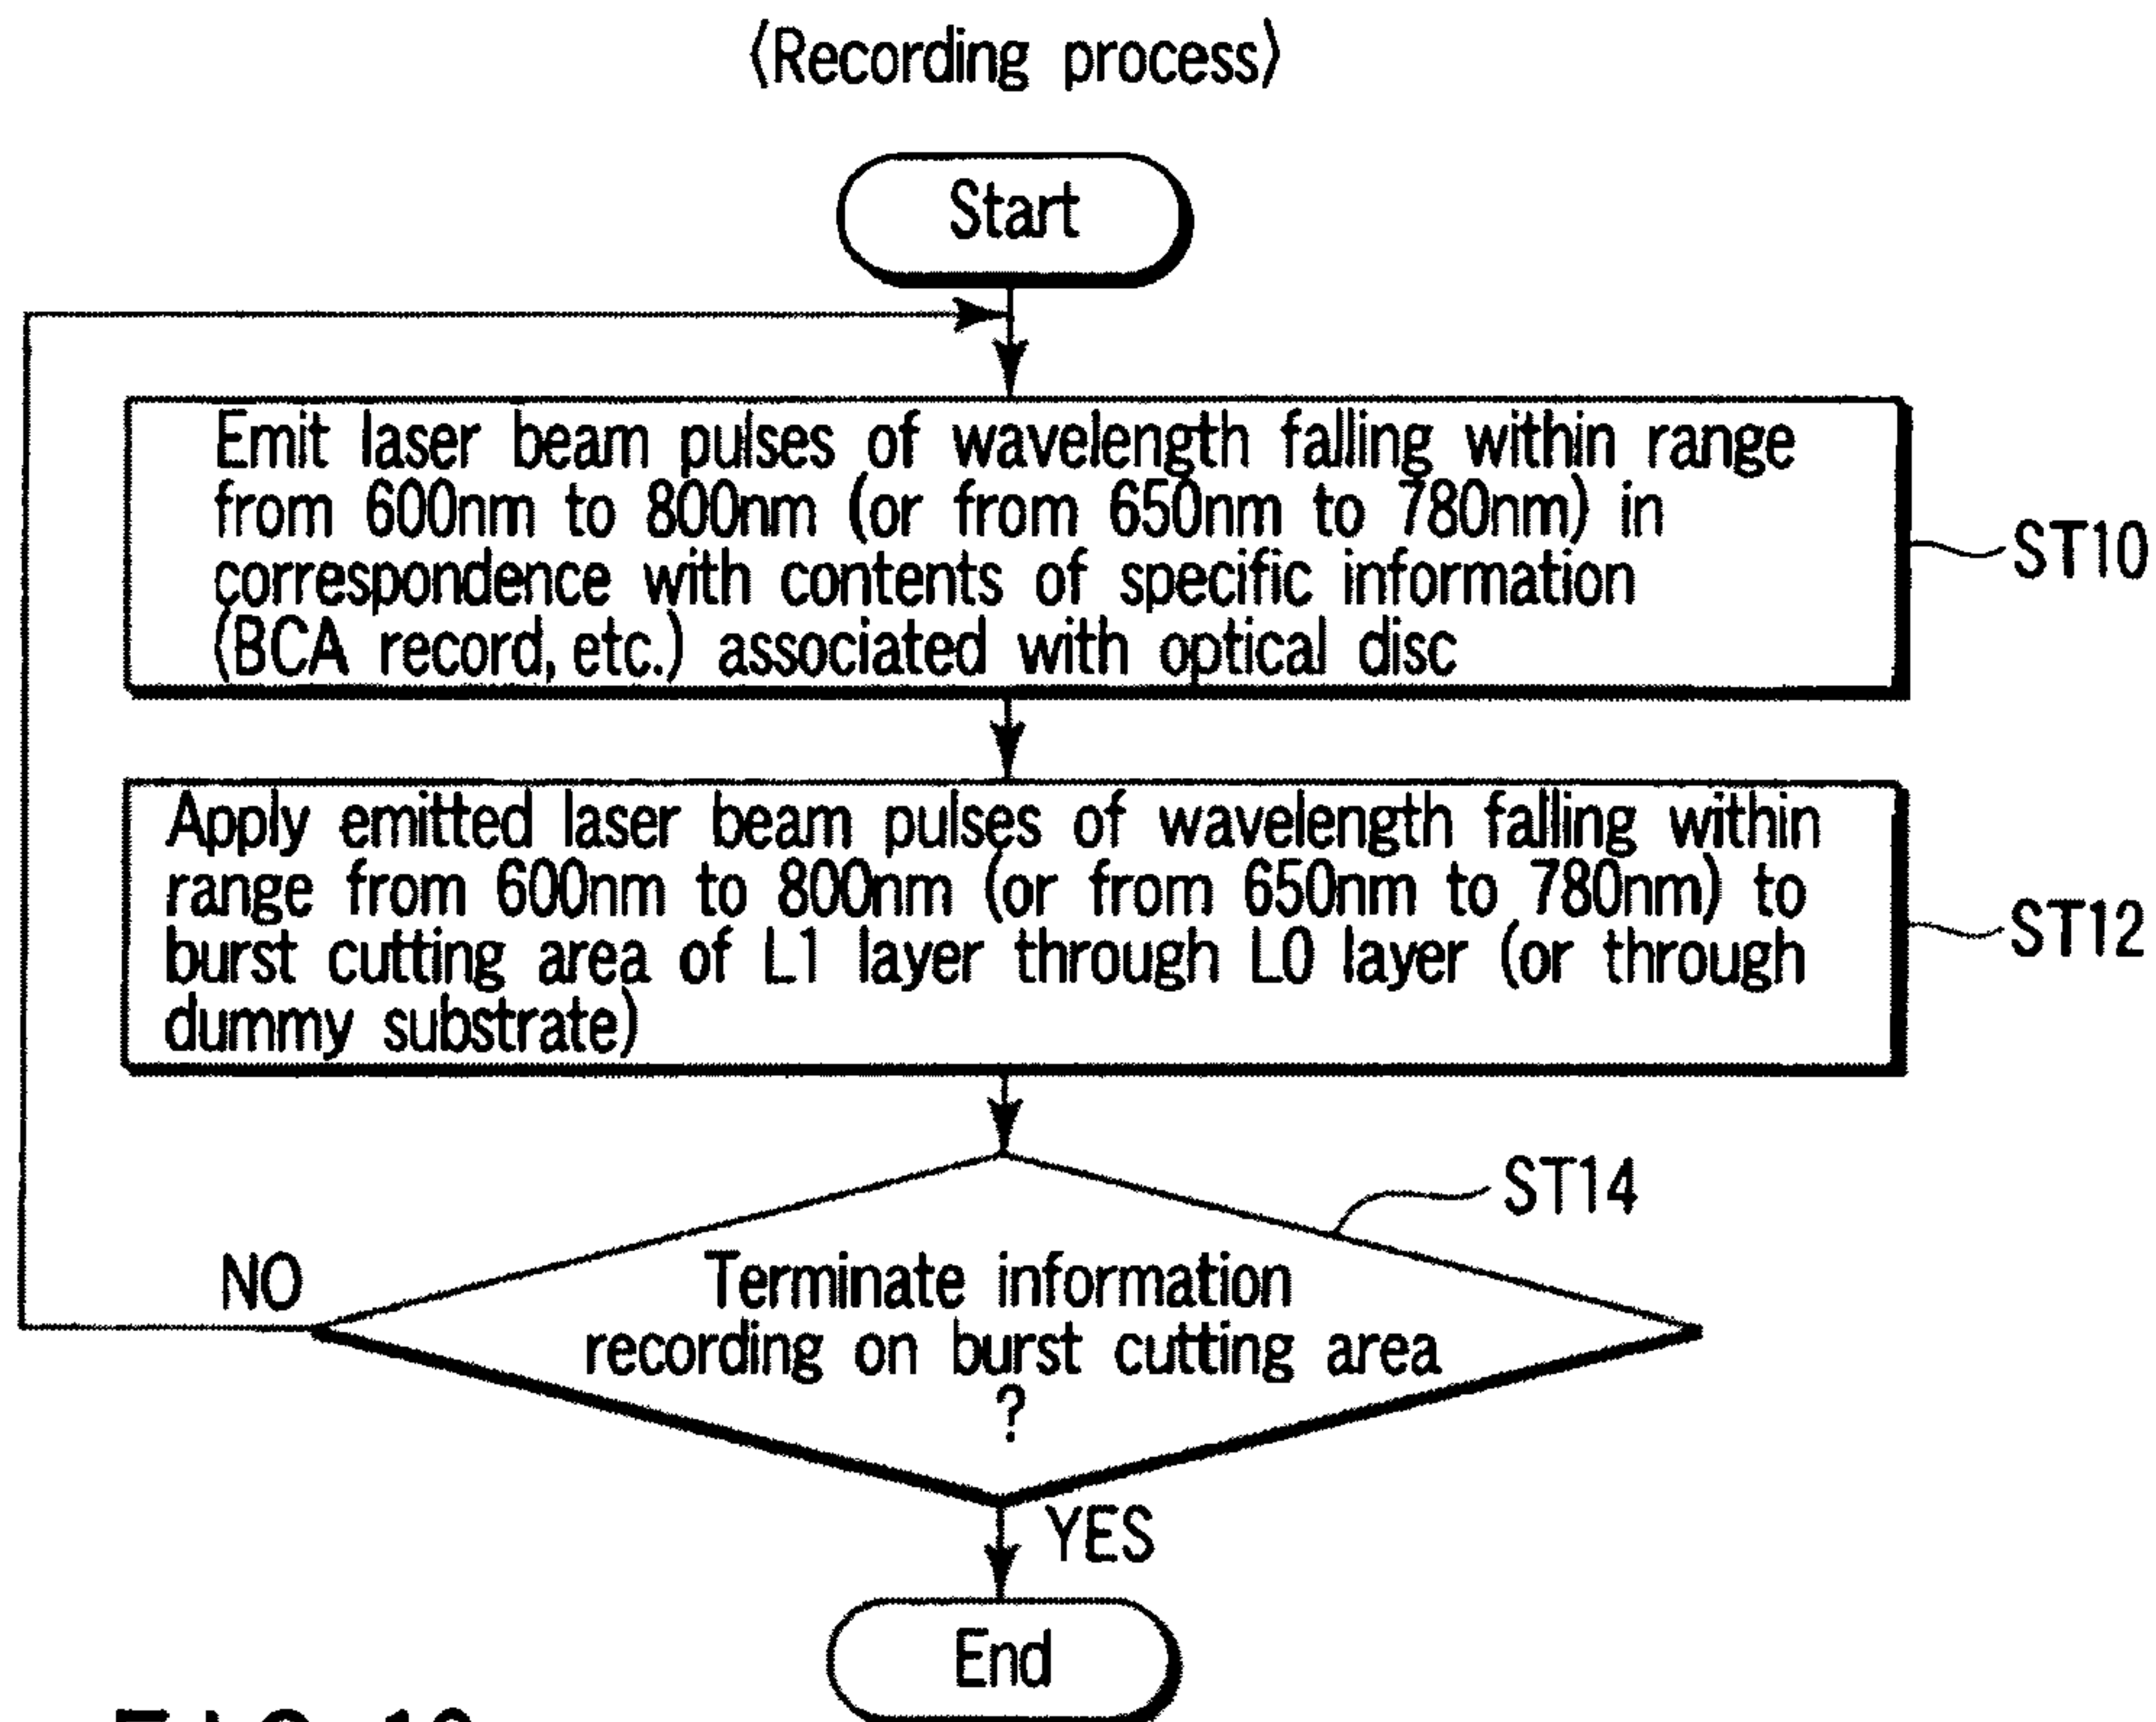 (Recording process)
Start
Emit laser beam pulses of wavelength falling within range
from 600nm to 800nm (or from 650nm to 780nm) in
correspondence with contents of specific information
(BCA record, etc.) associated with optical disc
ST10
Apply emitted laser beam pulses of wavelength falling within
range from 600nm to 800nm (or from 650nm to 780nm) to
burst cutting area of L1 layer through L0 layer (or through
dummy substrate)
ST12
ST14
NO
Terminate information
recording on burst cutting area
?
YES
End